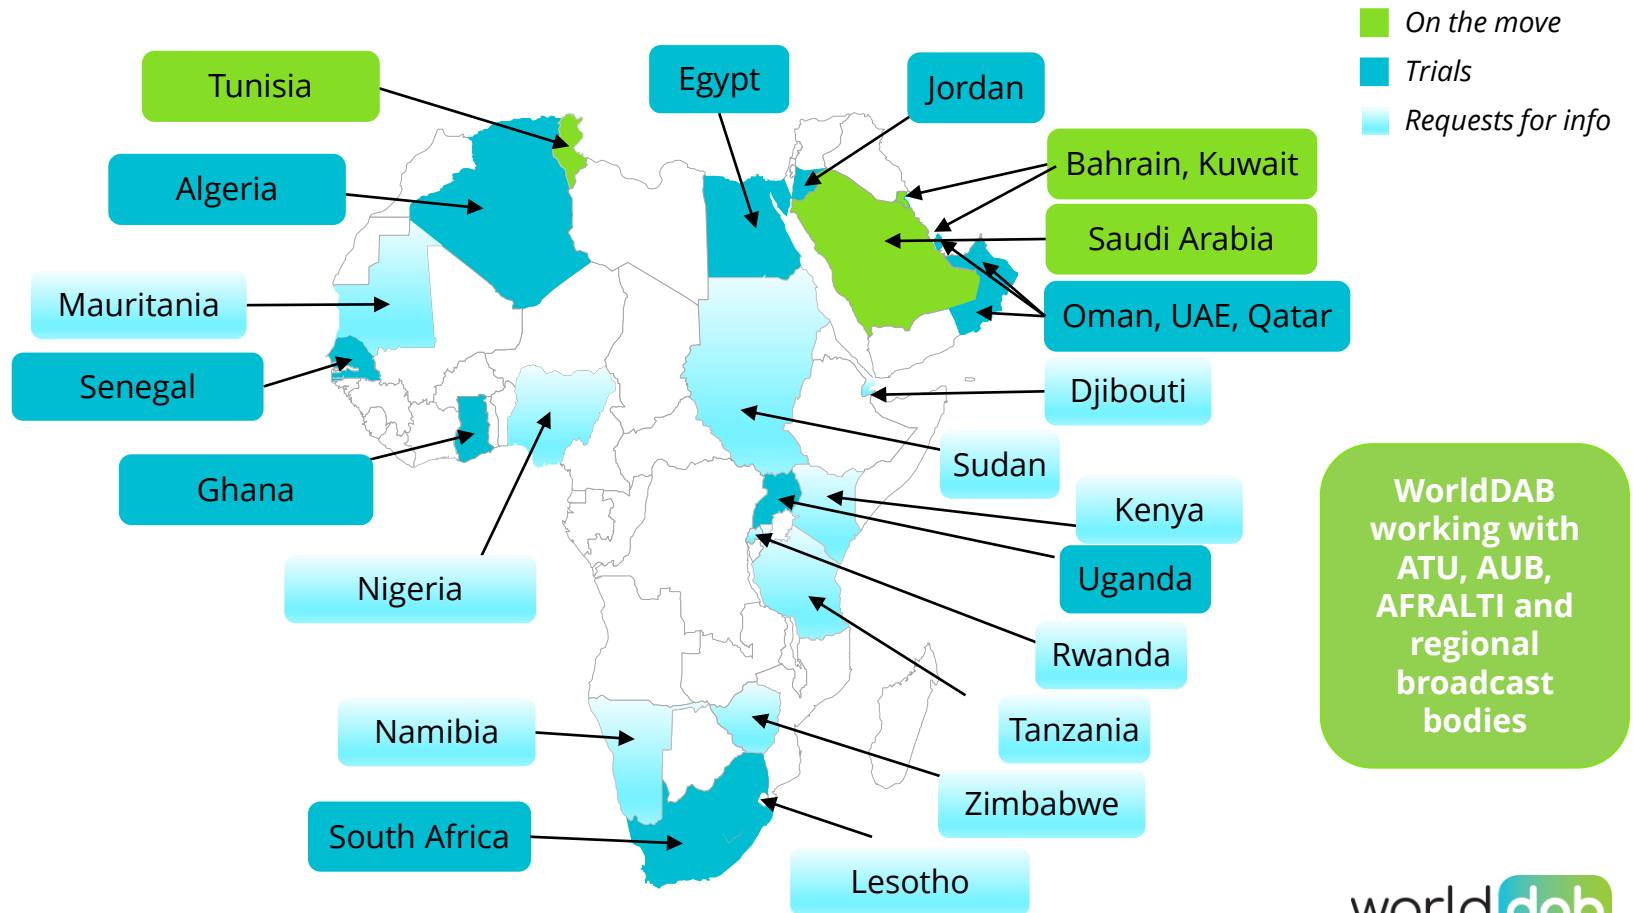 On the move
Trials
Requests for info
Tunisia
Egypt
Jordan
Algeria
Bahrain, Kuwait
Saudi Arabia
Mauritania
Oman, UAE, Qatar
Senegal
Djibouti
Sudan
Ghana
Kenya
Nigeria
Uganda
Rwanda
Namibia
Tanzania
Zimbabwe
South Africa
Lesotho
WorldDAB
working with
ATU, AUB,
AFRALTI and
regional
broadcast
bodies
worlddab